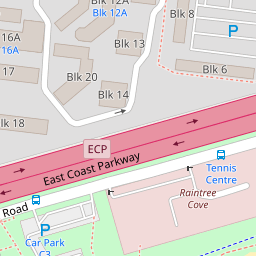 Blk 12A
Blk 12A
Blk 8
16A
16A
Blk 13
P
17
Blk 20
Blk 6
Blk 14
Blk 18
ECP
East Coast Parkway
Tennis
Centre
Raintree
Cove
Road
P
Car Park
C3